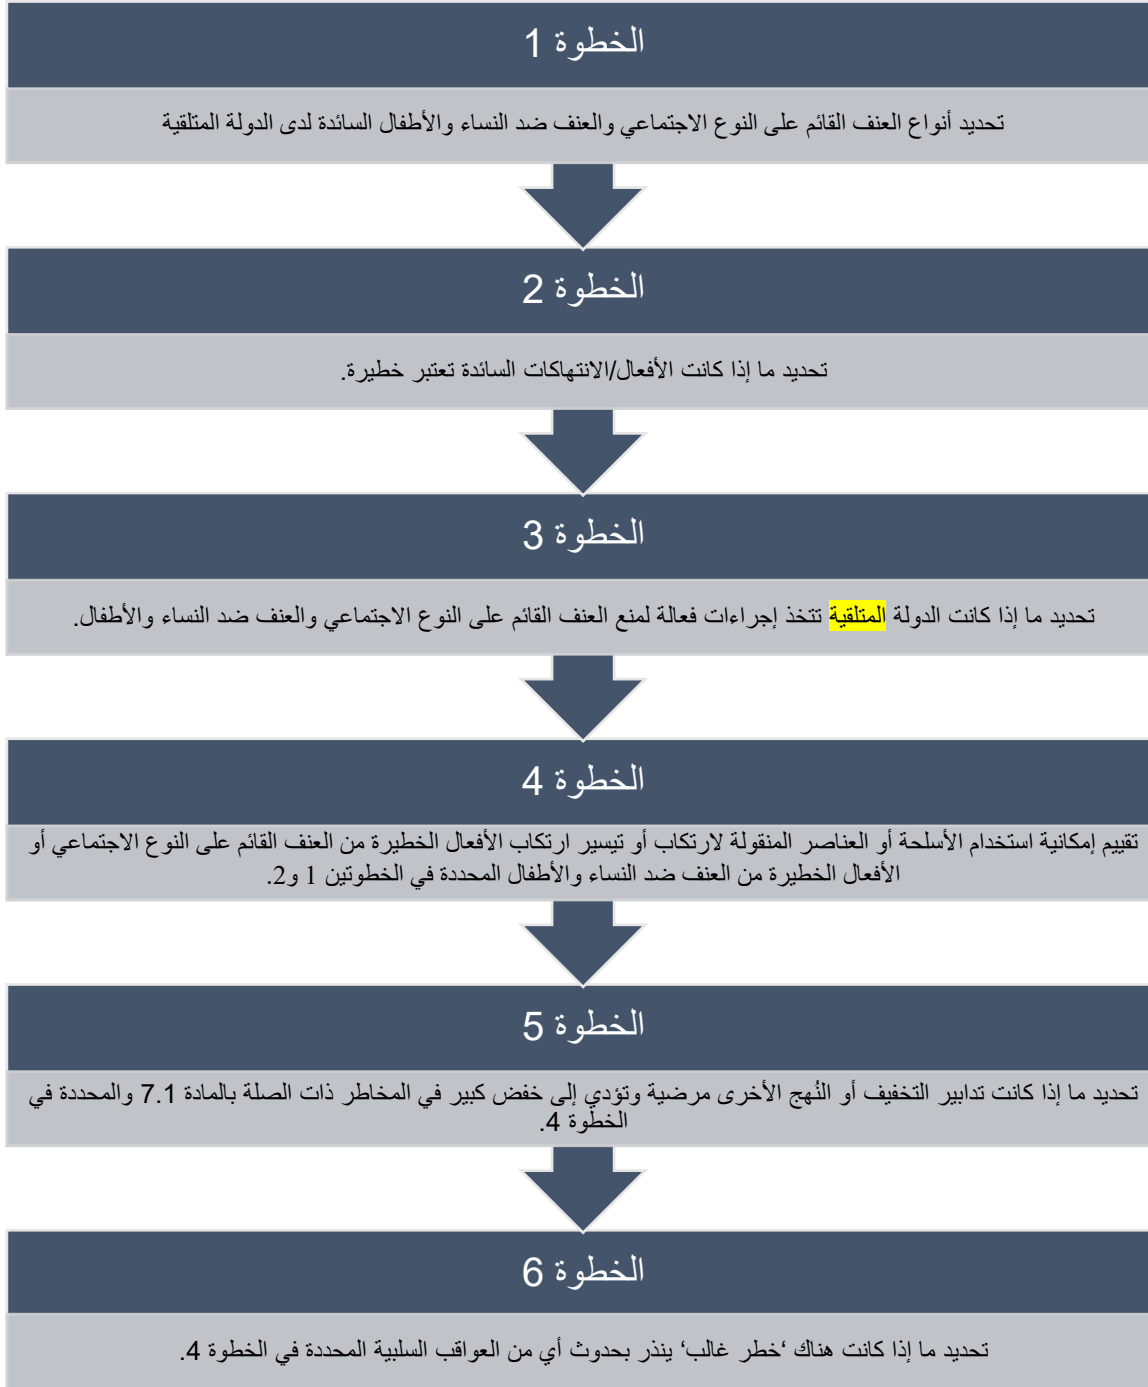 الخطوة 1
تحديد أنواع العنف القائم على النوع الاجتماعي والعنف ضد النساء والأطفال السائدة لدى الدولة المتلقية
الخطوة 2
تحديد ما إذا كانت الأفعال/الانتهاكات السائدة تعتبر خطيرة.
الخطوة 3
تحديد ما إذا كانت الدولة المتلقية تتخذ إجراءات فعالة لمنع العنف القائم على النوع الاجتماعي والعنف ضد النساء والأطفال.
الخطوة 4
تقييم إمكانية استخدام الأسلحة أو العناصر المنقولة لارتكاب أو تيسير ارتكاب الأفعال الخطيرة من العنف القائم على النوع الاجتماعي أو
الأفعال الخطيرة من العنف ضد النساء والأطفال المحددة في الخطوتين 1 و2.
الخطوة 5
تحديد ما إذا كانت تدابير التخفيف أو النُهج الأخرى مرضية وتؤدي إلى خفض كبير في المخاطر ذات الصلة بالمادة 7.1 والمحددة في
الخطوة 4.
الخطوة 6
تحديد ما إذا كانت هناك ‘خطر غالب‘ ينذر بحدوث أي من العواقب السلبية المحددة في الخطوة 4.